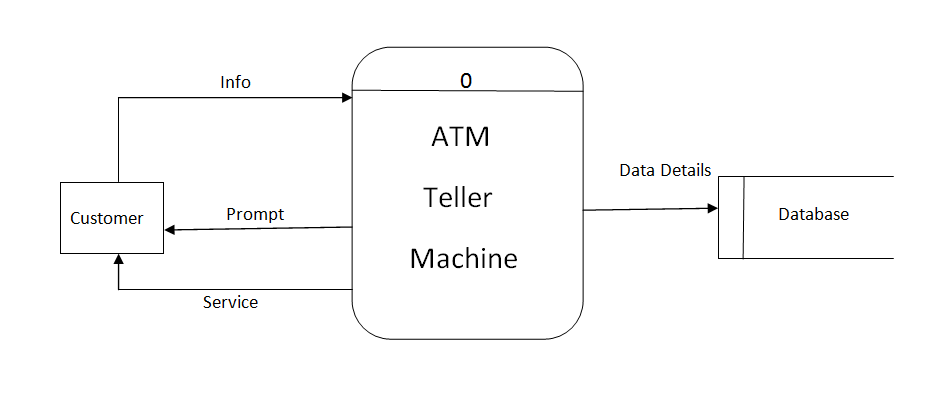 Info
0
ATM
Teller
Machine
Data Details
Customer
Prompt
Database
Service